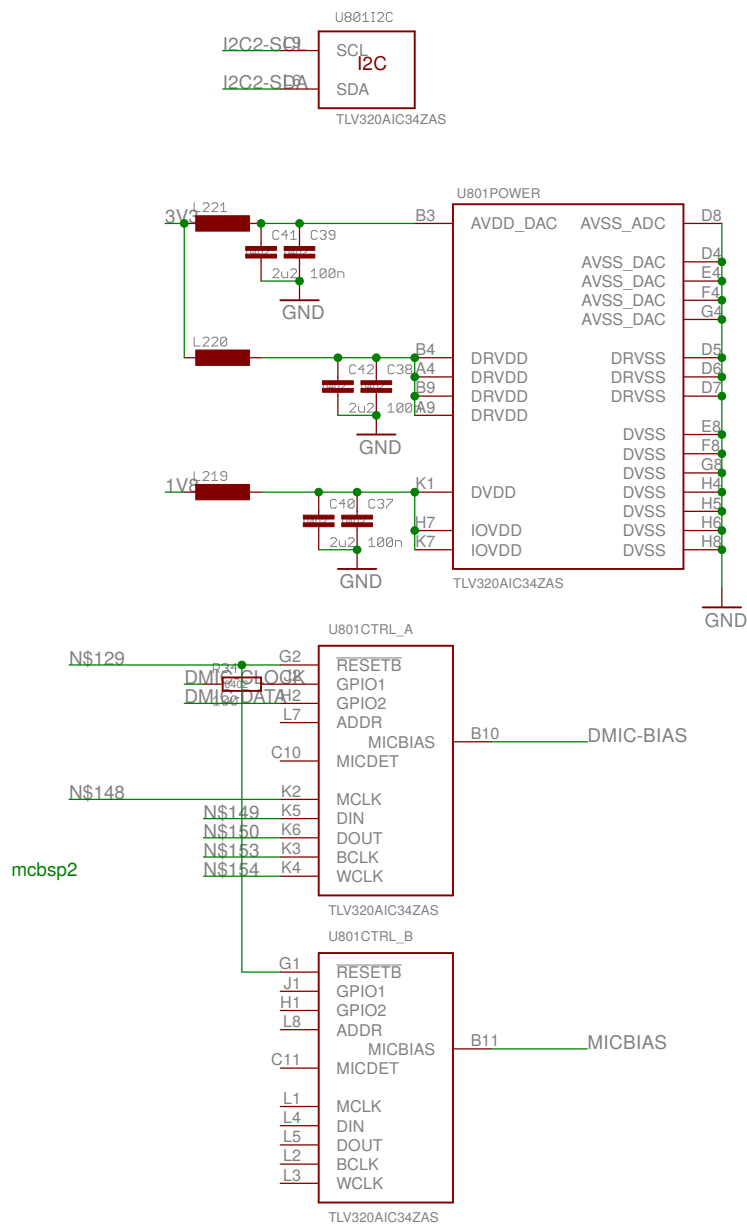 U801I2C
I2C2-SCL L9 SCL
I2C
I2C2-SDA L6 SDA
TLV320AIC34ZAS
U801POWER
L221
3V3 B3 AVDD_DAC AVSS_ADC D8
C41 C39
2u2 100n
GND
AVSS_DAC D4
AVSS_DAC E4
AVSS_DAC F4
AVSS_DAC G4
L220
B4 DRVDD DRVSS D5
C42 C38 A4 DRVDD DRVSS D6
B9 DRVDD DRVSS D7
2u2 100n A9 DRVDD
GND
DVSS E8
DVSS F8
DVSS G8
L219
1V8 K1 DVDD DVSS H4
C40 C37
DVSS H5
H7 IOVDD DVSS H6
2u2 100n K7 IOVDD DVSS H8
GND
TLV320AIC34ZAS
GND
U801CTRL_A
N$129 G2 RESETB
R34
DMIC-CLOCK J2 GPIO1
0402
DMIC-DATA H2 GPIO2
L7 ADDR
MICBIAS B10 DMIC-BIAS
C10 MICDET
N$148 K2 MCLK
N$149 K5 DIN
N$150 K6 DOUT
N$153 K3 BCLK
mcbsp2
N$154 K4 WCLK
TLV320AIC34ZAS
U801CTRL_B
G1 RESETB
J1 GPIO1
H1 GPIO2
L8 ADDR
MICBIAS B11 MICBIAS
C11 MICDET
L1 MCLK
L4 DIN
L5 DOUT
L2 BCLK
L3 WCLK
TLV320AIC34ZAS